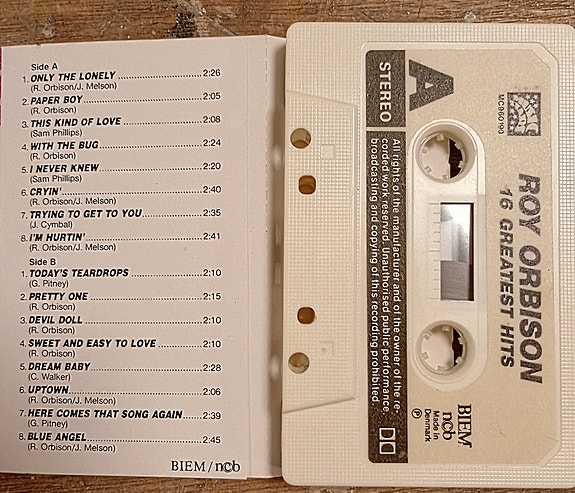 Side A
1. ONLY THE LONELY 2:26
(R. Orbison/J. Melson)
2. PAPER BOY 2:05
(R. Orbison)
3. THIS KIND OF LOVE 2:08
(Sam Phillips)
4. WITH THE BUG 2:24
(R. Orbison)
5. I NEVER KNEW 2:20
(Sam Phillips)
6. CRYIN' 2:40
(R. Orbison/J. Melson)
7. TRYING TO GET TO YOU 2:35
(J. Cymbal)
8. I'M HURTIN' 2:41
(R. Orbison/J. Melson)
Side B
1. TODAY'S TEARDROPS 2:10
(G. Pitney)
2. PRETTY ONE 2:15
(R. Orbison)
3. DEVIL DOLL 2:10
(R. Orbison)
4. SWEET AND EASY TO LOVE 2:10
(R. Orbison)
5. DREAM BABY 2:28
(C. Walker)
6. UPTOWN 2:06
(R. Orbison/J. Melson)
7. HERE COMES THAT SONG AGAIN 2:39
(R. Orbison/J. Melson)
8. BLUE ANGEL 2:45
(R. Orbison/J. Melson)
BIEM / ncb
A
STEREO
All rights of the manufacturer and of the owner of the re-
corded work reserved. Unauthorised public performance,
broadcasting and copying of this recording prohibited.
MC960190
ROY ORBISON
16 GREATEST HITS
BIEM
ncb
Made in
Denmark
Ⓟ